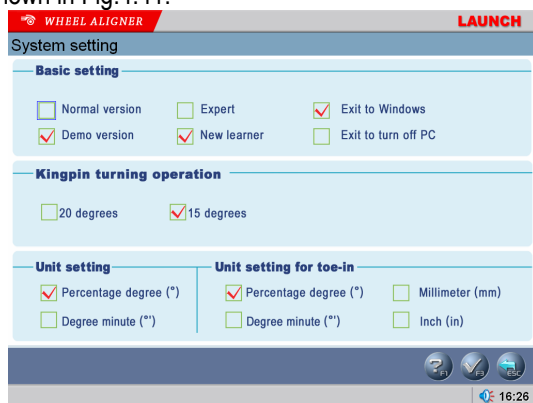 shown in Fig.1.11.
WHEEL ALIGNER LAUNCH
System setting
Basic setting
Normal version Expert Exit to Windows
Demo version New learner Exit to turn off PC
Kingpin turning operation
20 degrees 15 degrees
Unit setting Unit setting for toe-in
Percentage degree (°) Percentage degree (°) Millimeter (mm)
Degree minute (°') Degree minute (°') Inch (in)
? F1 F3 ESC
16:26